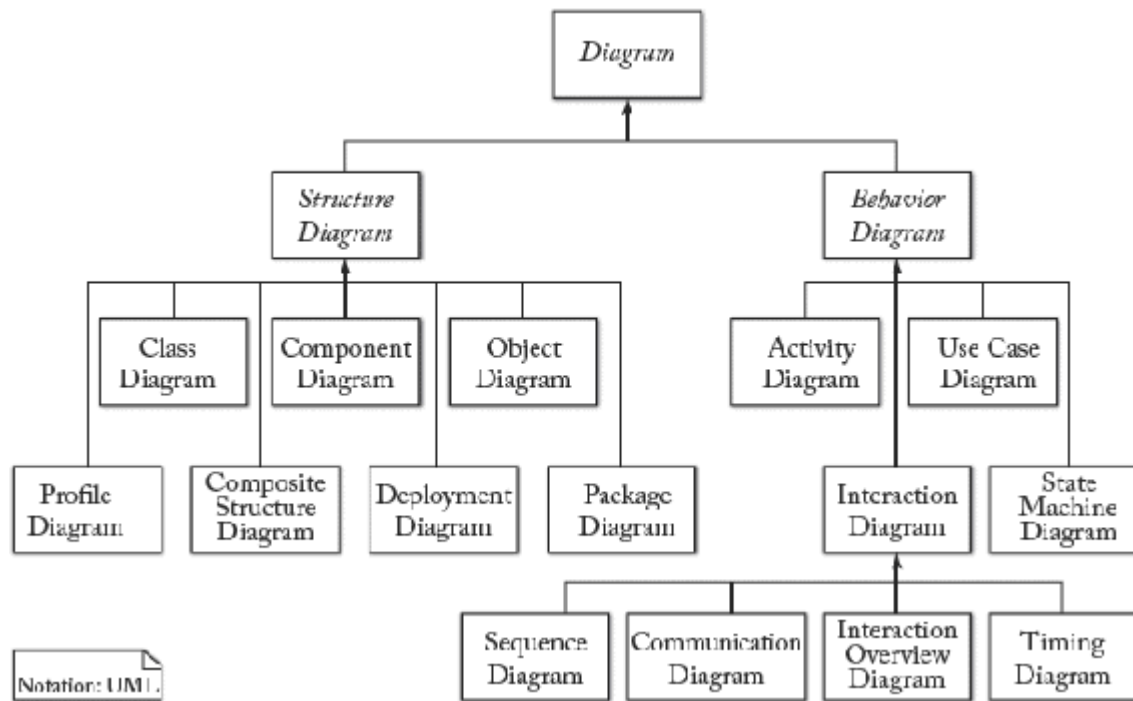 Diagram
Structure
Diagram
Behavior
Diagram
Class
Diagram
Component
Diagram
Object
Diagram
Activity
Diagram
Use Case
Diagram
Profile
Diagram
Composite
Structure
Diagram
Deployment
Diagram
Package
Diagram
Interaction
Diagram
State
Machine
Diagram
Sequence
Diagram
Communication
Diagram
Interaction
Overview
Diagram
Timing
Diagram
Notation: UML